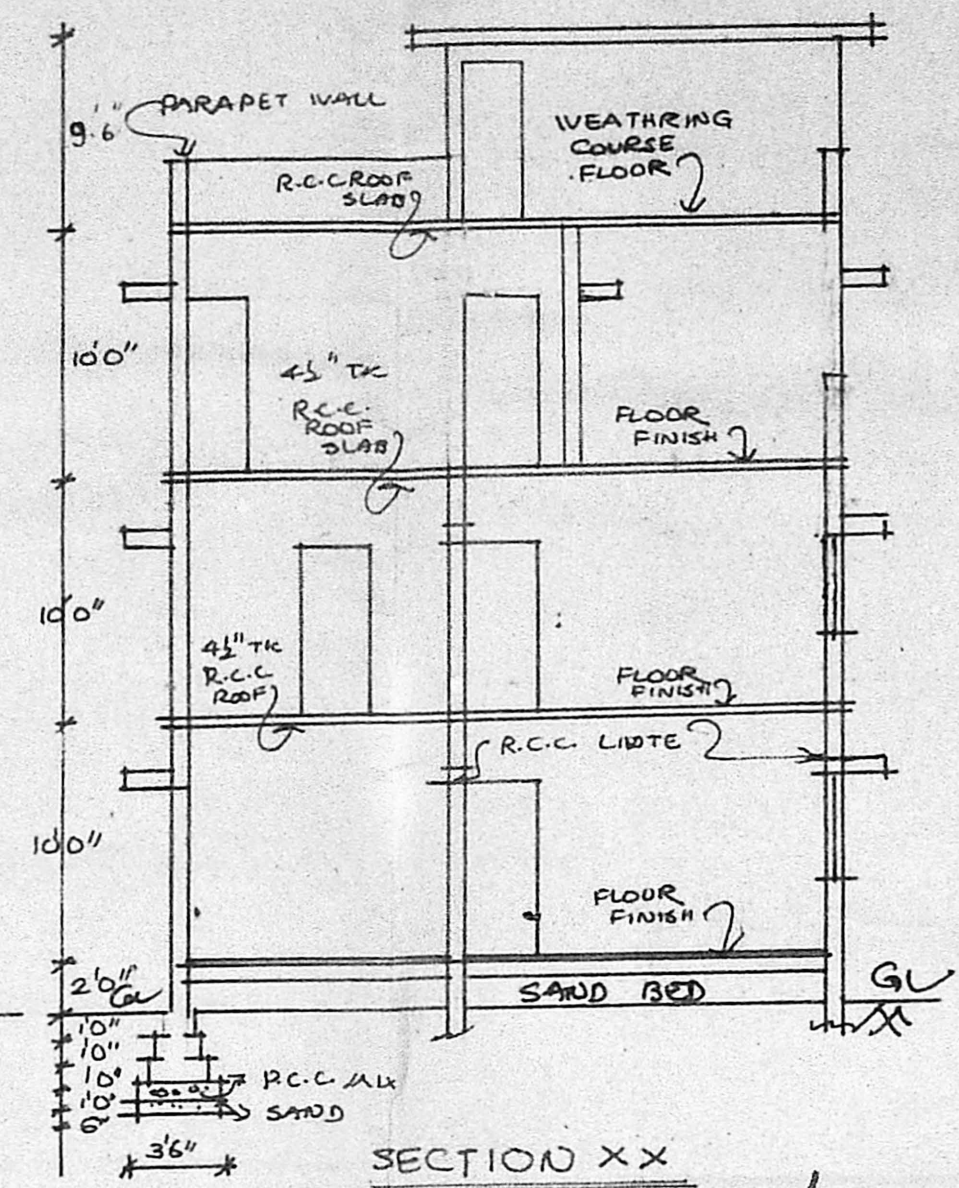 9'6"
PARAPET WALL
WEATHRING
COURSE
FLOOR
R.C.C ROOF
SLAB
10'0"
4½" TK
R.C.C.
ROOF
SLAB
FLOOR
FINISH
10'0"
4½" TK
R.C.C
ROOF
FLOOR
FINISH
R.C.C. LINTE
10'0"
FLOOR
FINISH
2'0"
GL
SAND BED
GL
X
1'0"
1'0"
1'0"
1'0"
6"
P.C.C. MIX
SAND
3'6"
SECTION XX